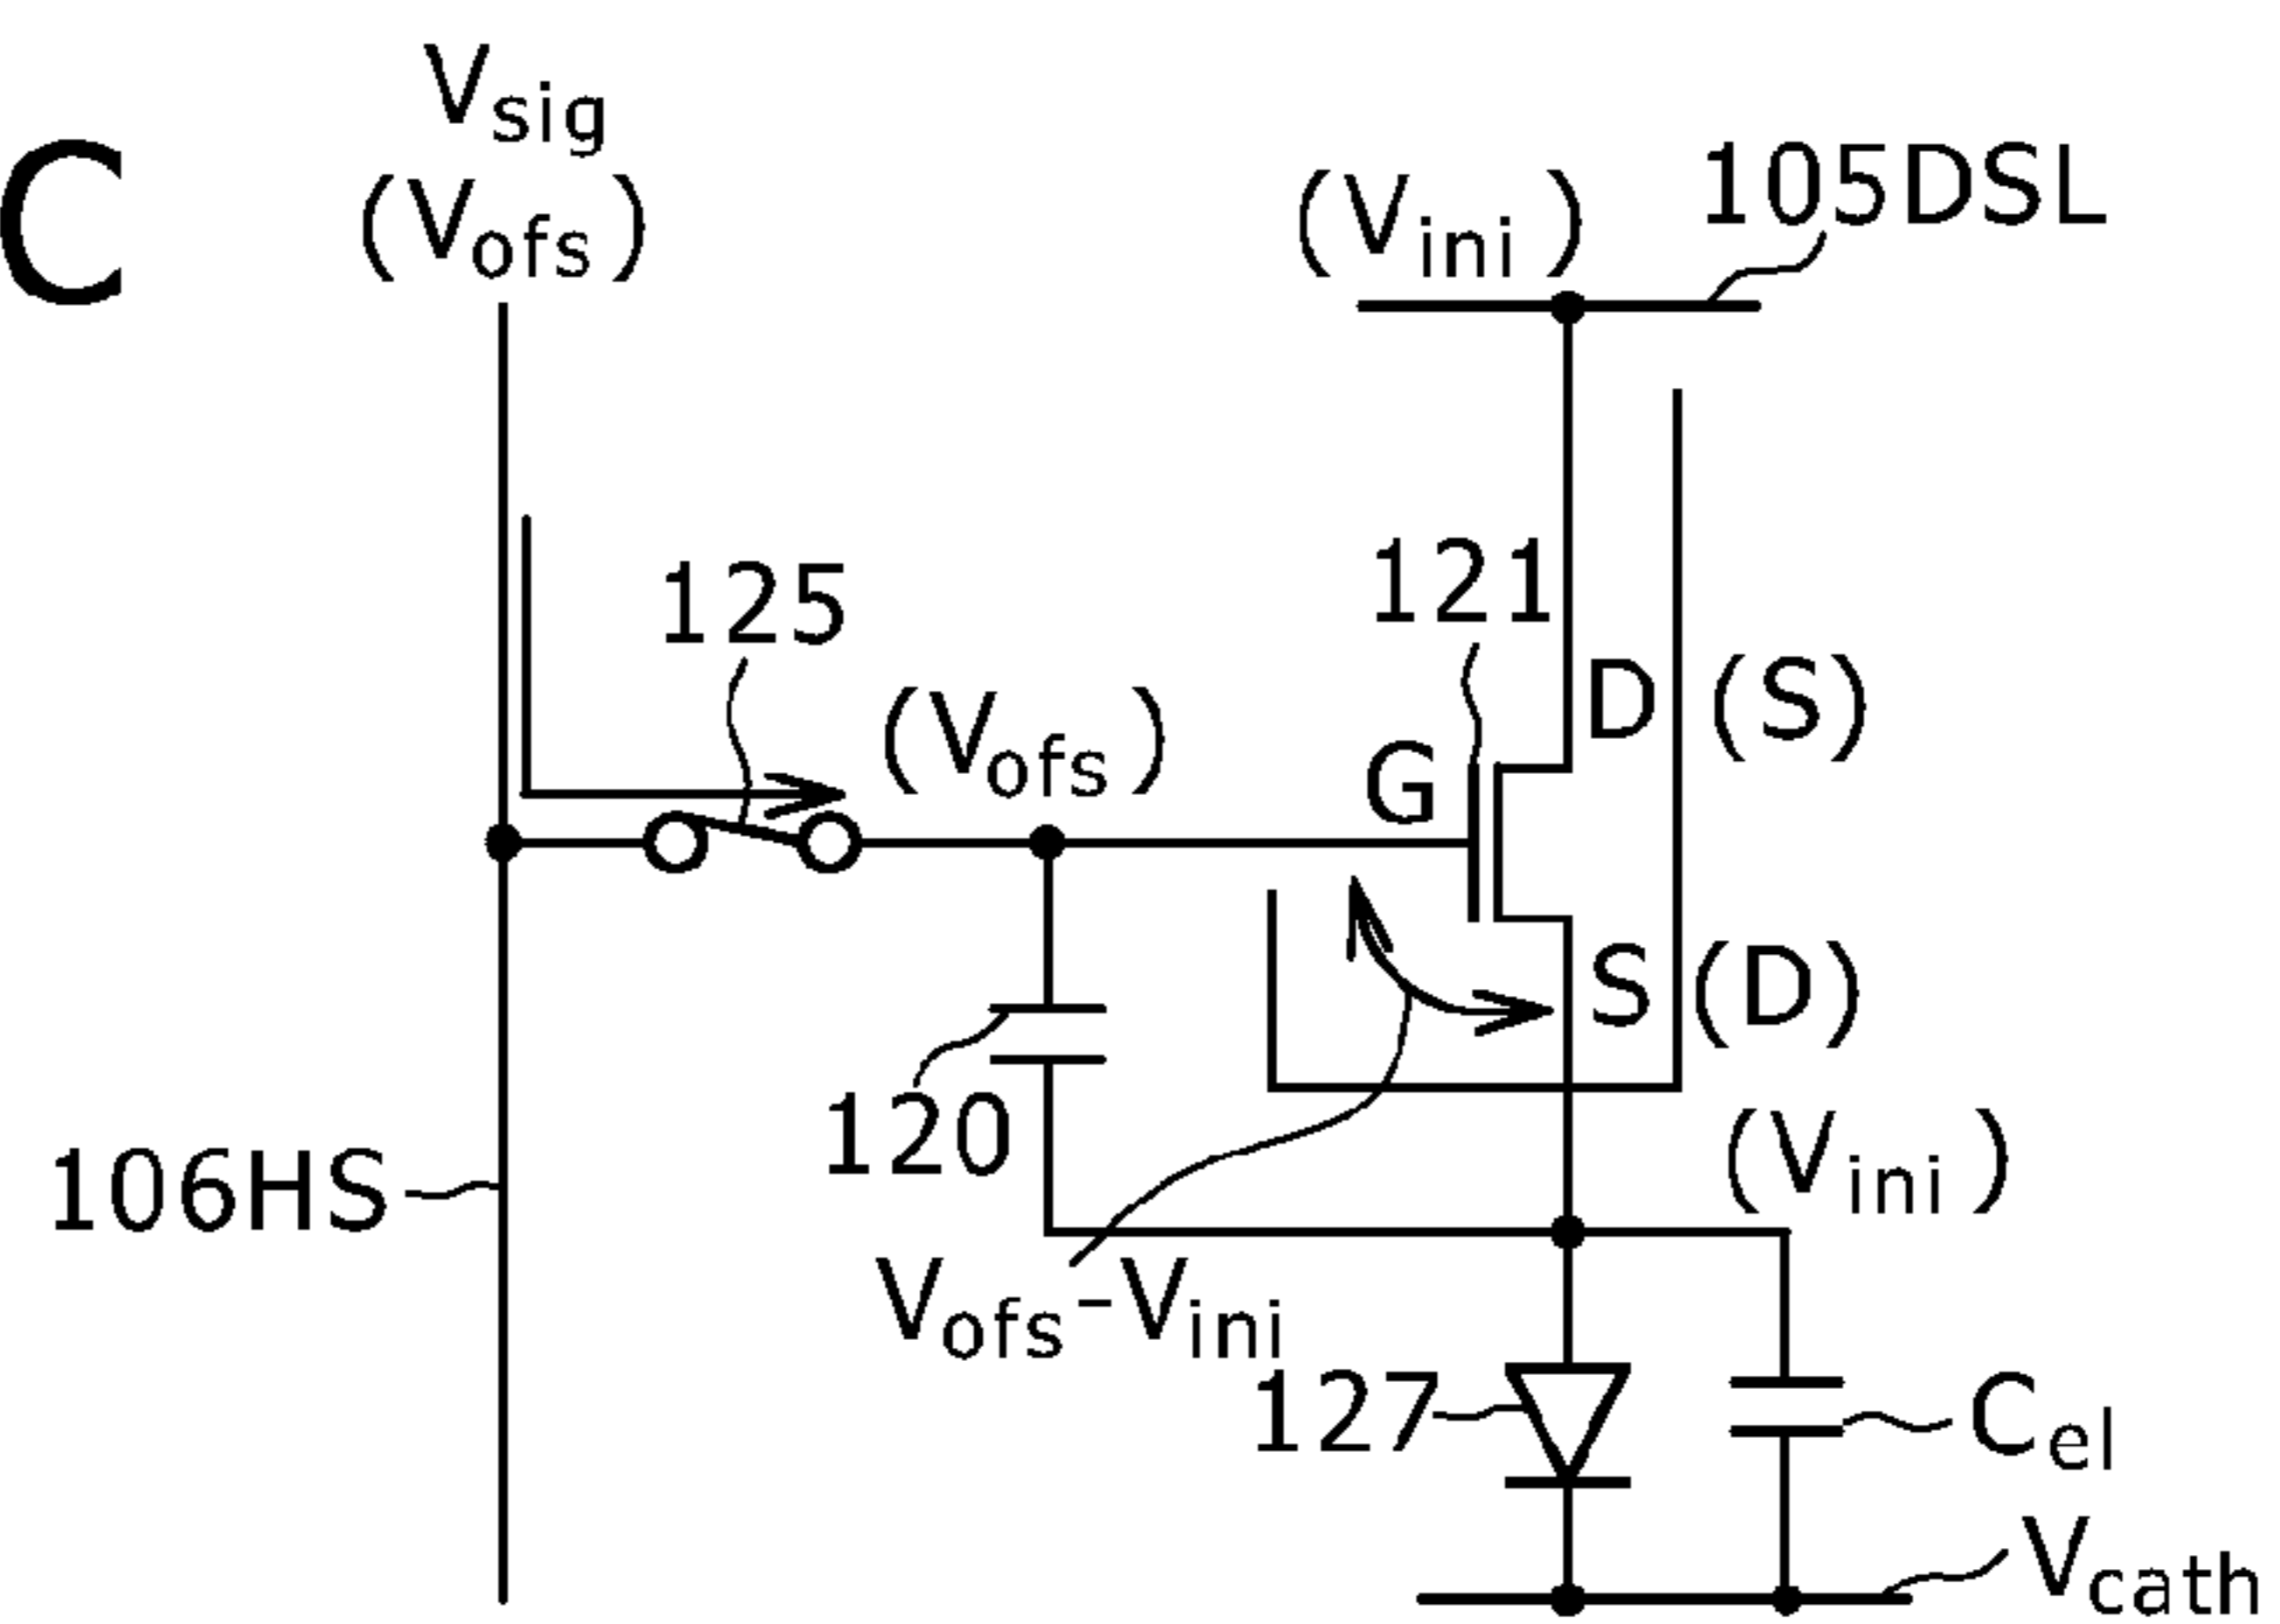 C
Vsig
(Vofs)
(Vini)
105DSL
125
121
(Vofs)
D (S)
G
S (D)
120
106HS
(Vini)
Vofs-Vini
127
Cel
Vcath